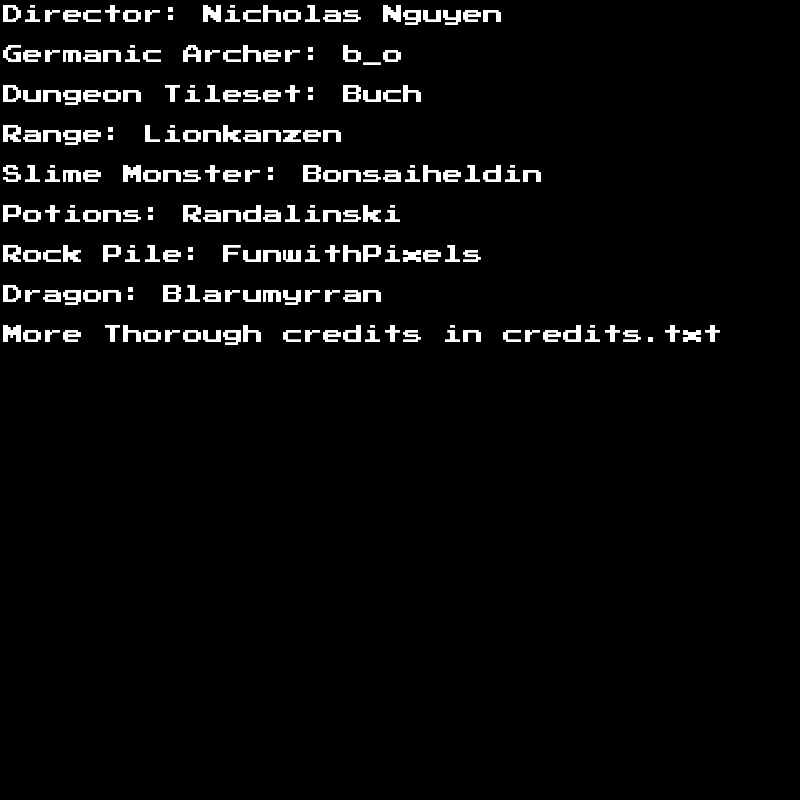 Director: Nicholas Nguyen
Germanic Archer: b_o
Dungeon Tileset: Buch
Range: Lionkanzen
Slime Monster: Bonsaiheldin
Potions: Randalinski
Rock Pile: FunwithPixels
Dragon: Blarumyrran
More Thorough credits in credits.txt